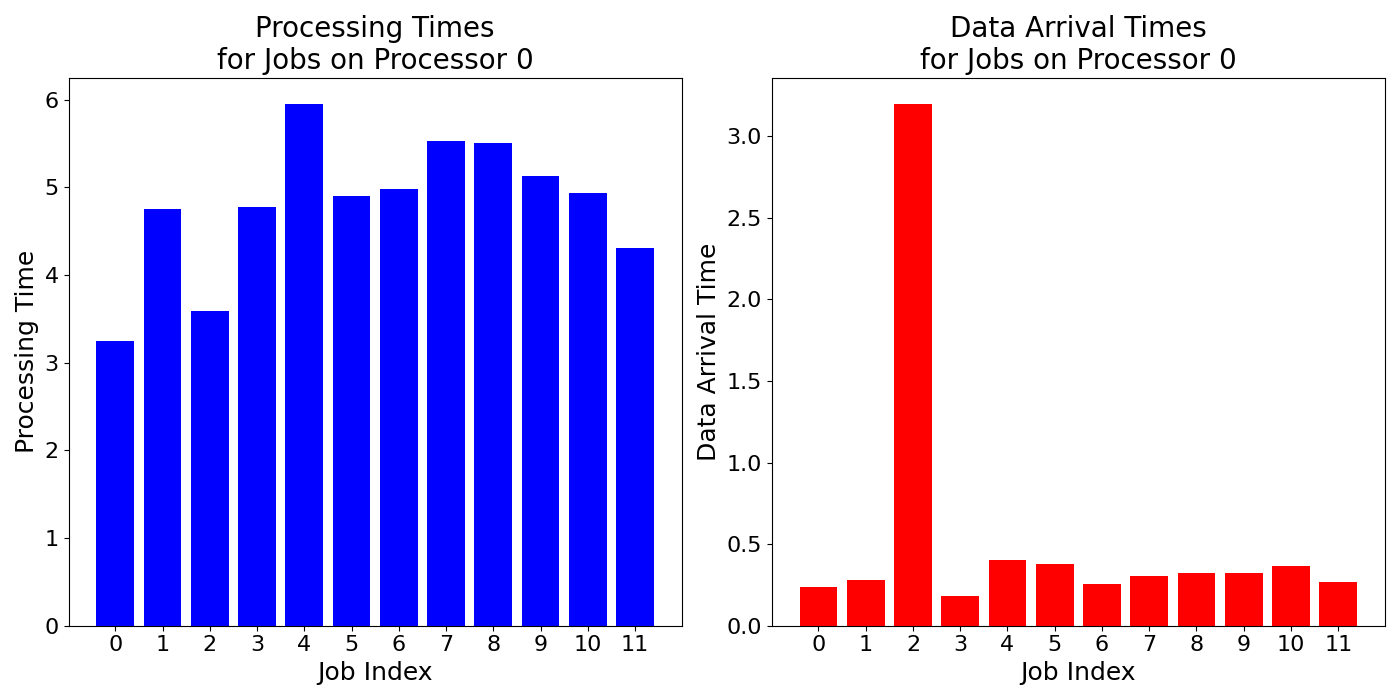 Processing Times
for Jobs on Processor 0
Processing Time
6
5
4
3
2
1
0
0 1 2 3 4 5 6 7 8 9 10 11
Job Index
Data Arrival Times
for Jobs on Processor 0
Data Arrival Time
3.0
2.5
2.0
1.5
1.0
0.5
0.0
0 1 2 3 4 5 6 7 8 9 10 11
Job Index